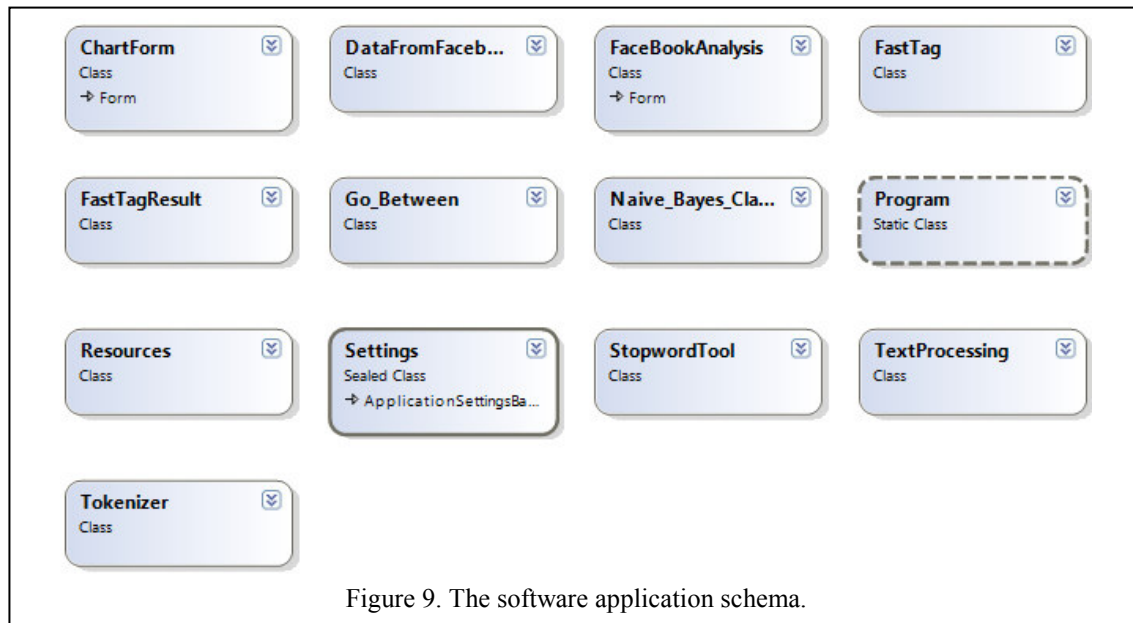 ChartForm
Class
Form
DataFromFaceb...
Class
FaceBookAnalysis
Class
Form
FastTag
Class
FastTagResult
Class
Go_Between
Class
Naive_Bayes_Cla...
Class
Program
Static Class
Resources
Class
Settings
Sealed Class
ApplicationSettingsBa...
StopwordTool
Class
TextProcessing
Class
Tokenizer
Class
Figure 9. The software application schema.